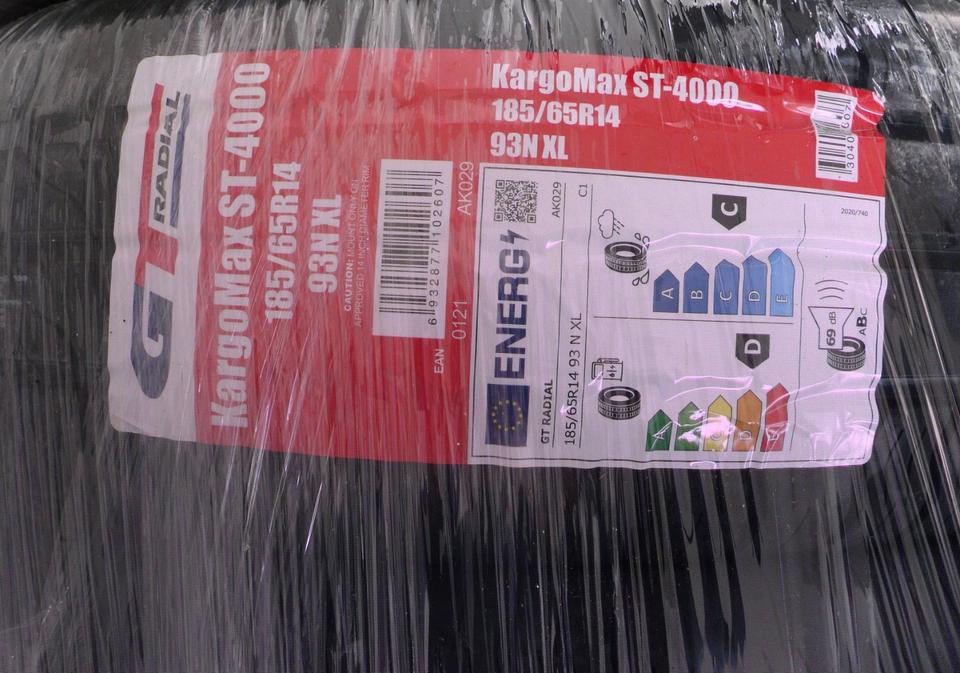 GT RADIAL
KargoMax ST-4000
185/65R14
93N XL
CAUTION: MOUNT ONLY ON
APPROVED 14 INCH DIAMETER RIM
6 932877 102607
EAN 0121 AK029
KargoMax ST-4000
185/65R14
93N XL
3040 607
ENERG
AK029
GT RADIAL
185/65R14 93 N XL
C1
C
A
B
C
D
E
D
A
C
D
E
2020/740
69 dB
ABC